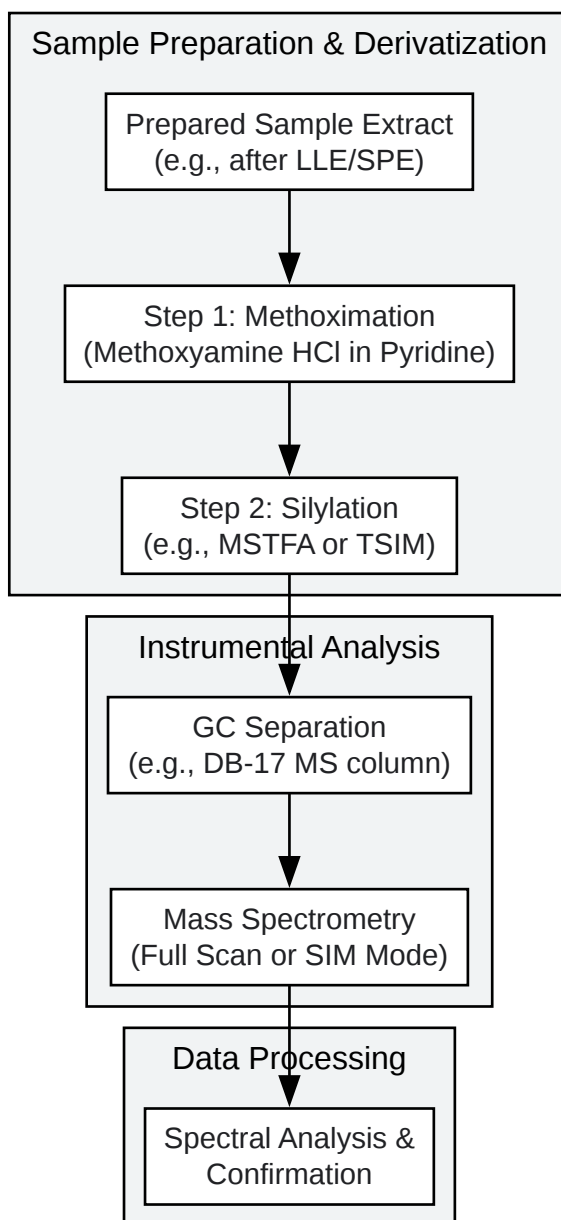 Sample Preparation & Derivatization
Prepared Sample Extract
(e.g., after LLE/SPE)
Step 1: Methoximation
(Methoxyamine HCl in Pyridine)
Step 2: Silylation
(e.g., MSTFA or TSIM)
Instrumental Analysis
GC Separation
(e.g., DB-17 MS column)
Mass Spectrometry
(Full Scan or SIM Mode)
Data Processing
Spectral Analysis &
Confirmation